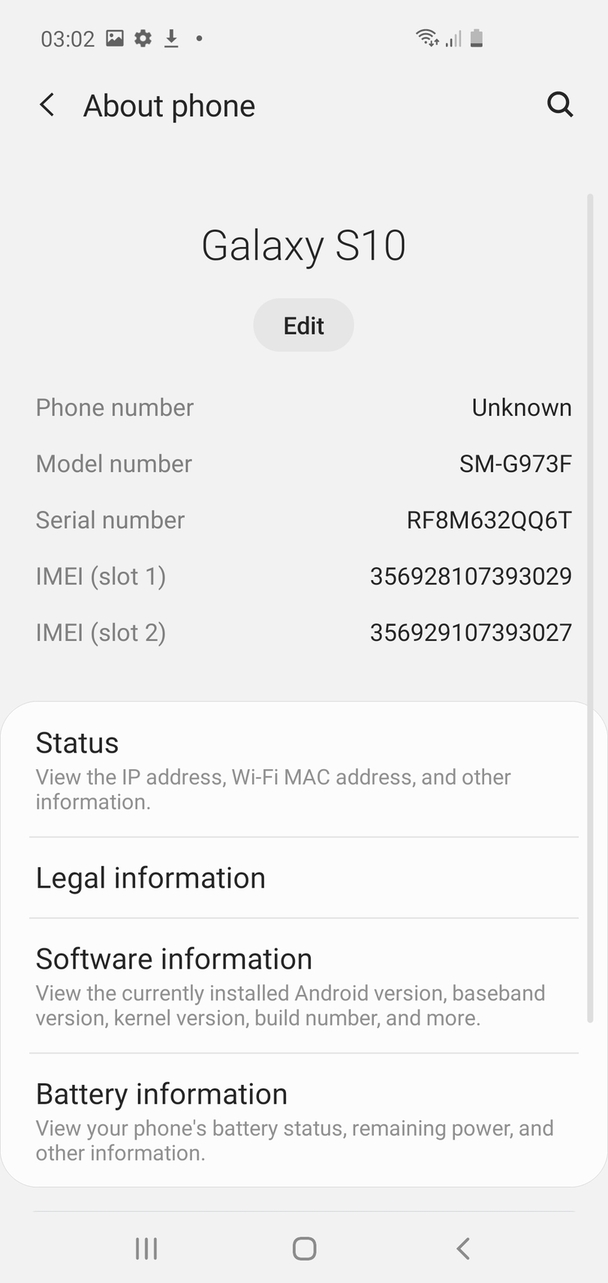 03:02
About phone
Galaxy S10
Edit
Phone number Unknown
Model number SM-G973F
Serial number RF8M632QQ6T
IMEI (slot 1) 356928107393029
IMEI (slot 2) 356929107393027
Status
View the IP address, Wi-Fi MAC address, and other
information.
Legal information
Software information
View the currently installed Android version, baseband
version, kernel version, build number, and more.
Battery information
View your phone's battery status, remaining power, and
other information.